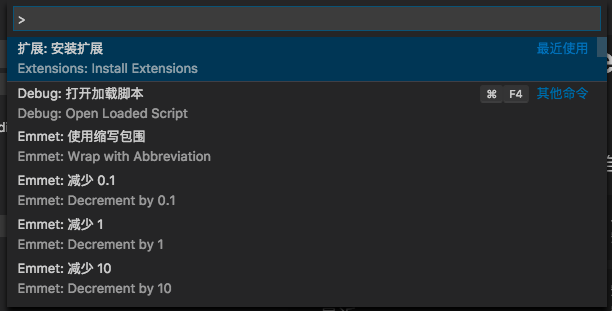 >
扩展: 安装扩展 最近使用
Extensions: Install Extensions
Debug: 打开加载脚本 ⌘ F4 其他命令
Debug: Open Loaded Script
Emmet: 使用缩写包围
Emmet: Wrap with Abbreviation
Emmet: 减少 0.1
Emmet: Decrement by 0.1
Emmet: 减少 1
Emmet: Decrement by 1
Emmet: 减少 10
Emmet: Decrement by 10